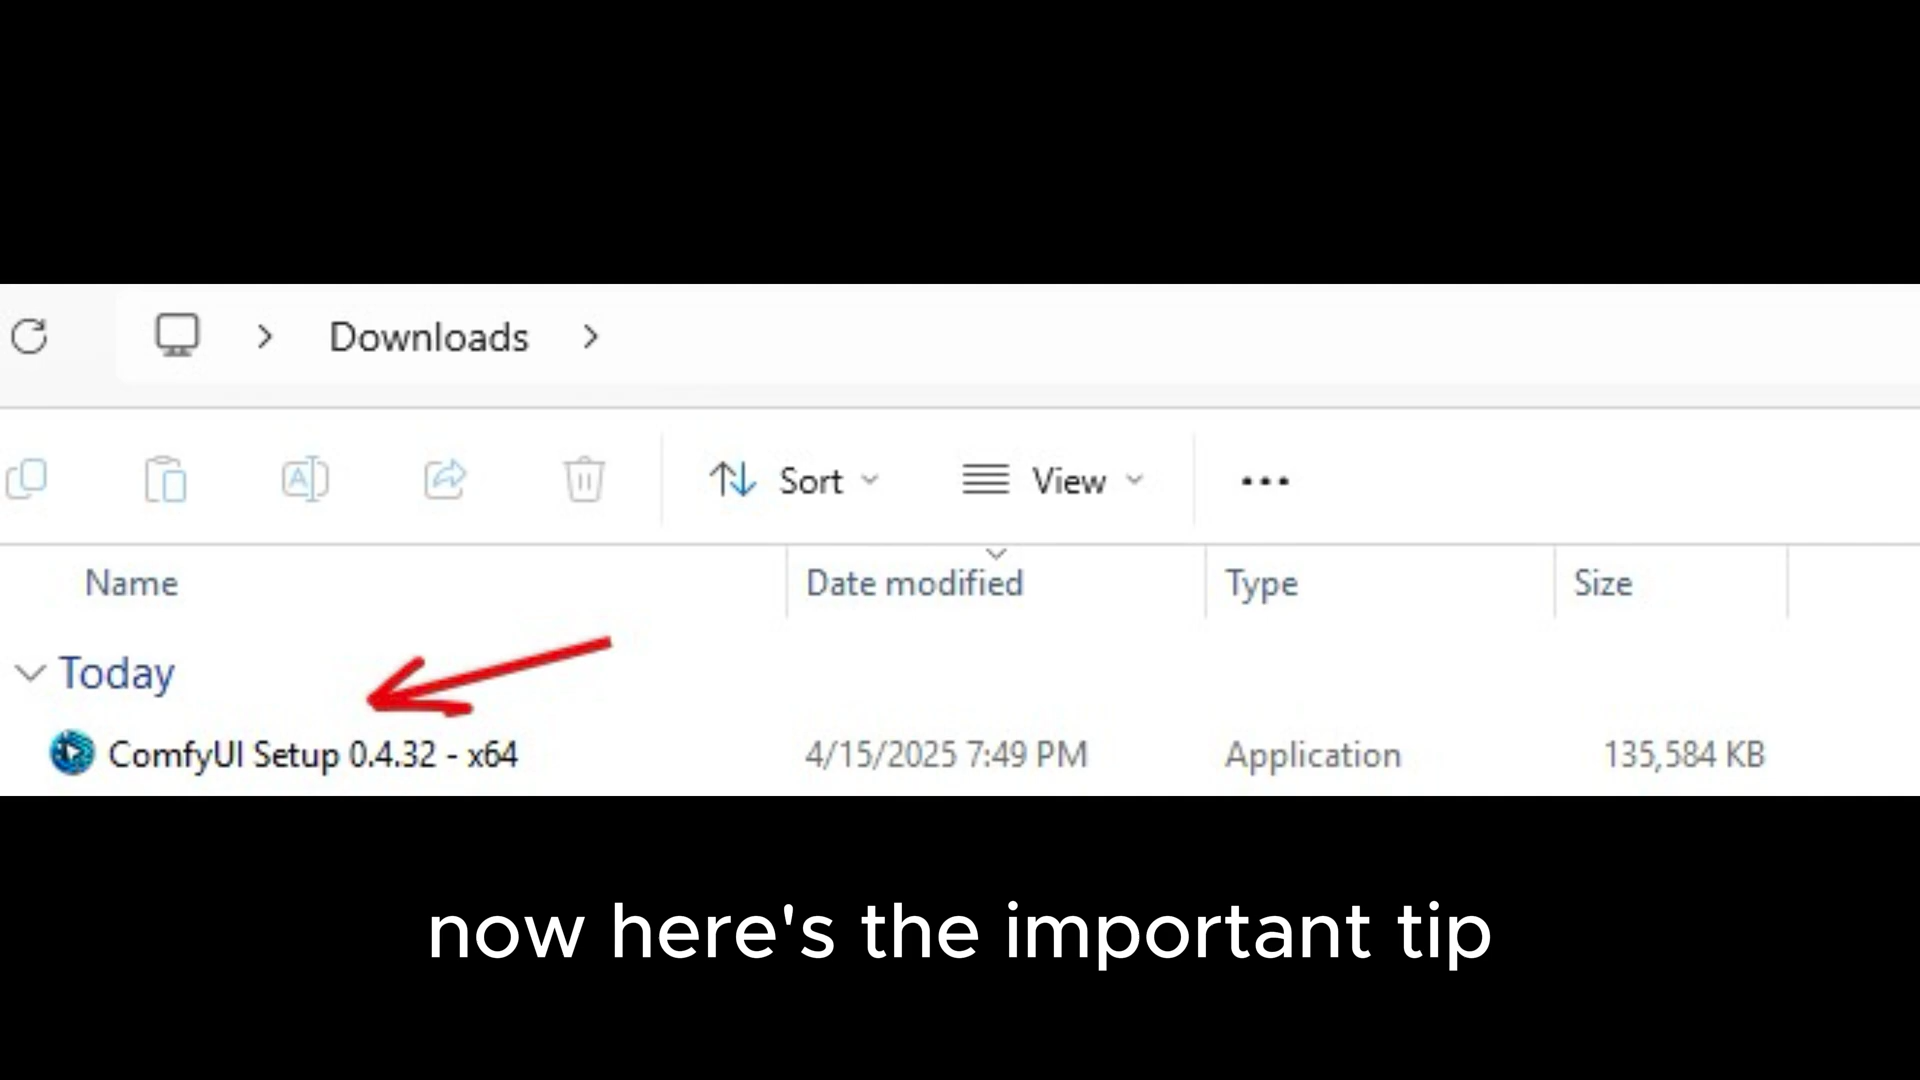 Downloads
Sort View
Name Date modified Type Size
Today
ComfyUI Setup 0.4.32 - x64 4/15/2025 7:49 PM Application 135,584 KB
now here's the important tip